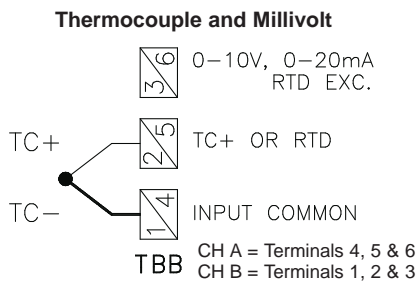 Thermocouple and Millivolt
3/6 0-10V, 0-20mA
RTD EXC.
TC+ 2/5 TC+ OR RTD
TC- 1/4 INPUT COMMON
TBB CH A = Terminals 4, 5 & 6
CH B = Terminals 1, 2 & 3